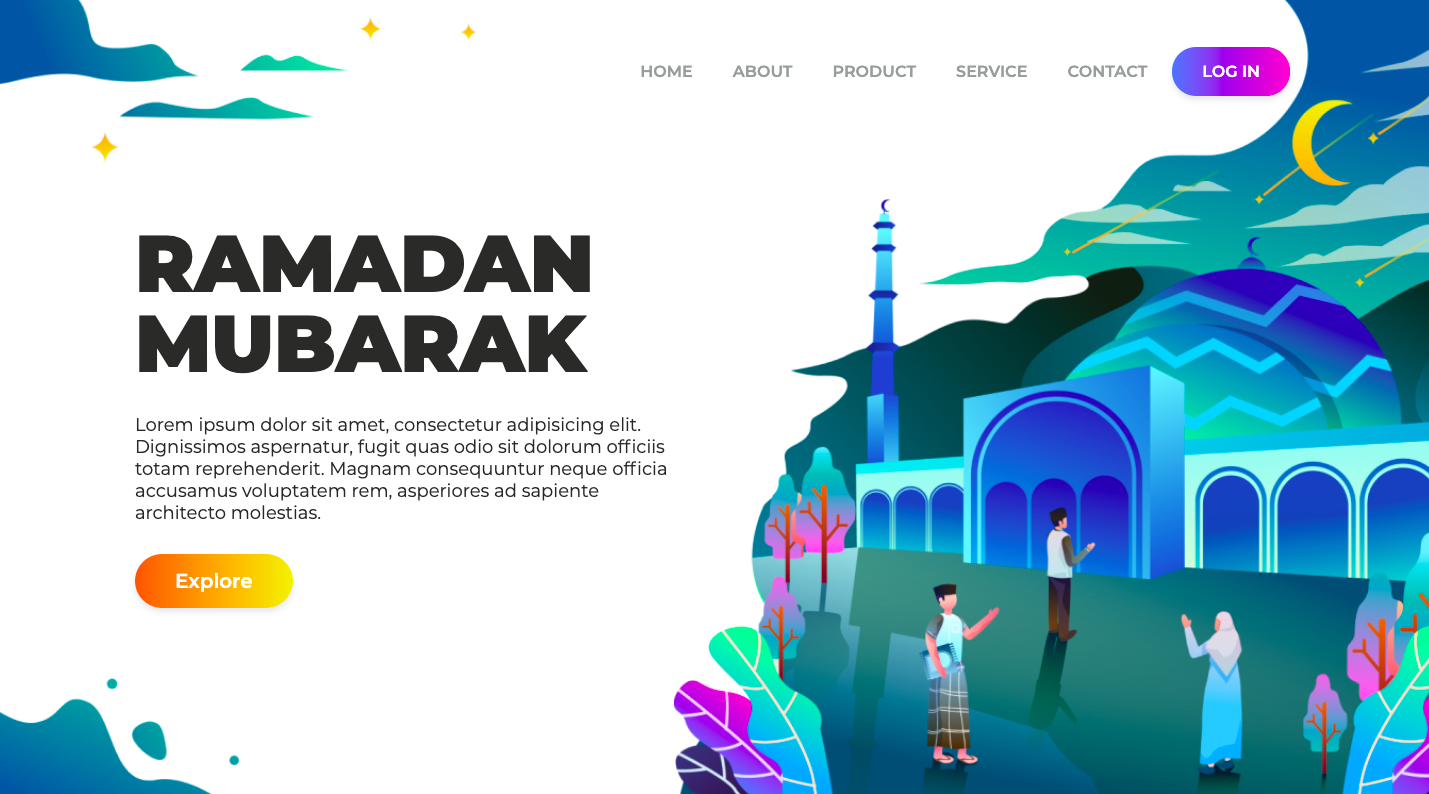 HOME ABOUT PRODUCT SERVICE CONTACT LOG IN
RAMADAN
MUBARAK
Lorem ipsum dolor sit amet, consectetur adipisicing elit.
Dignissimos aspernatur, fugit quas odio sit dolorum officiis
totam reprehenderit. Magnam consequuntur neque officia
accusamus voluptatem rem, asperiores ad sapiente
architecto molestias.
Explore